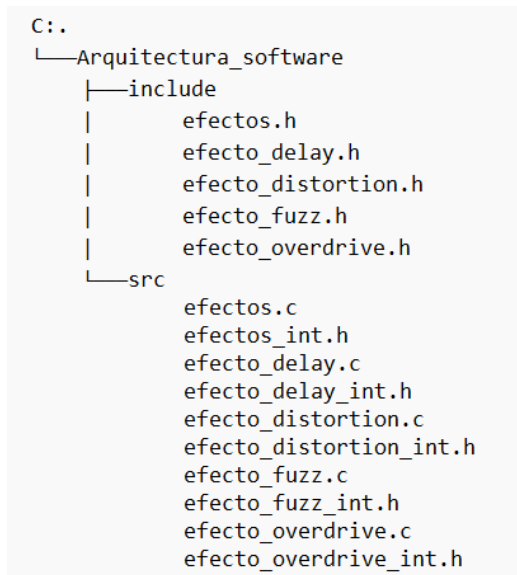 C:.
└──Arquitectura_software
├──include
| efectos.h
| efecto_delay.h
| efecto_distortion.h
| efecto_fuzz.h
| efecto_overdrive.h
└──src
efectos.c
efectos_int.h
efecto_delay.c
efecto_delay_int.h
efecto_distortion.c
efecto_distortion_int.h
efecto_fuzz.c
efecto_fuzz_int.h
efecto_overdrive.c
efecto_overdrive_int.h